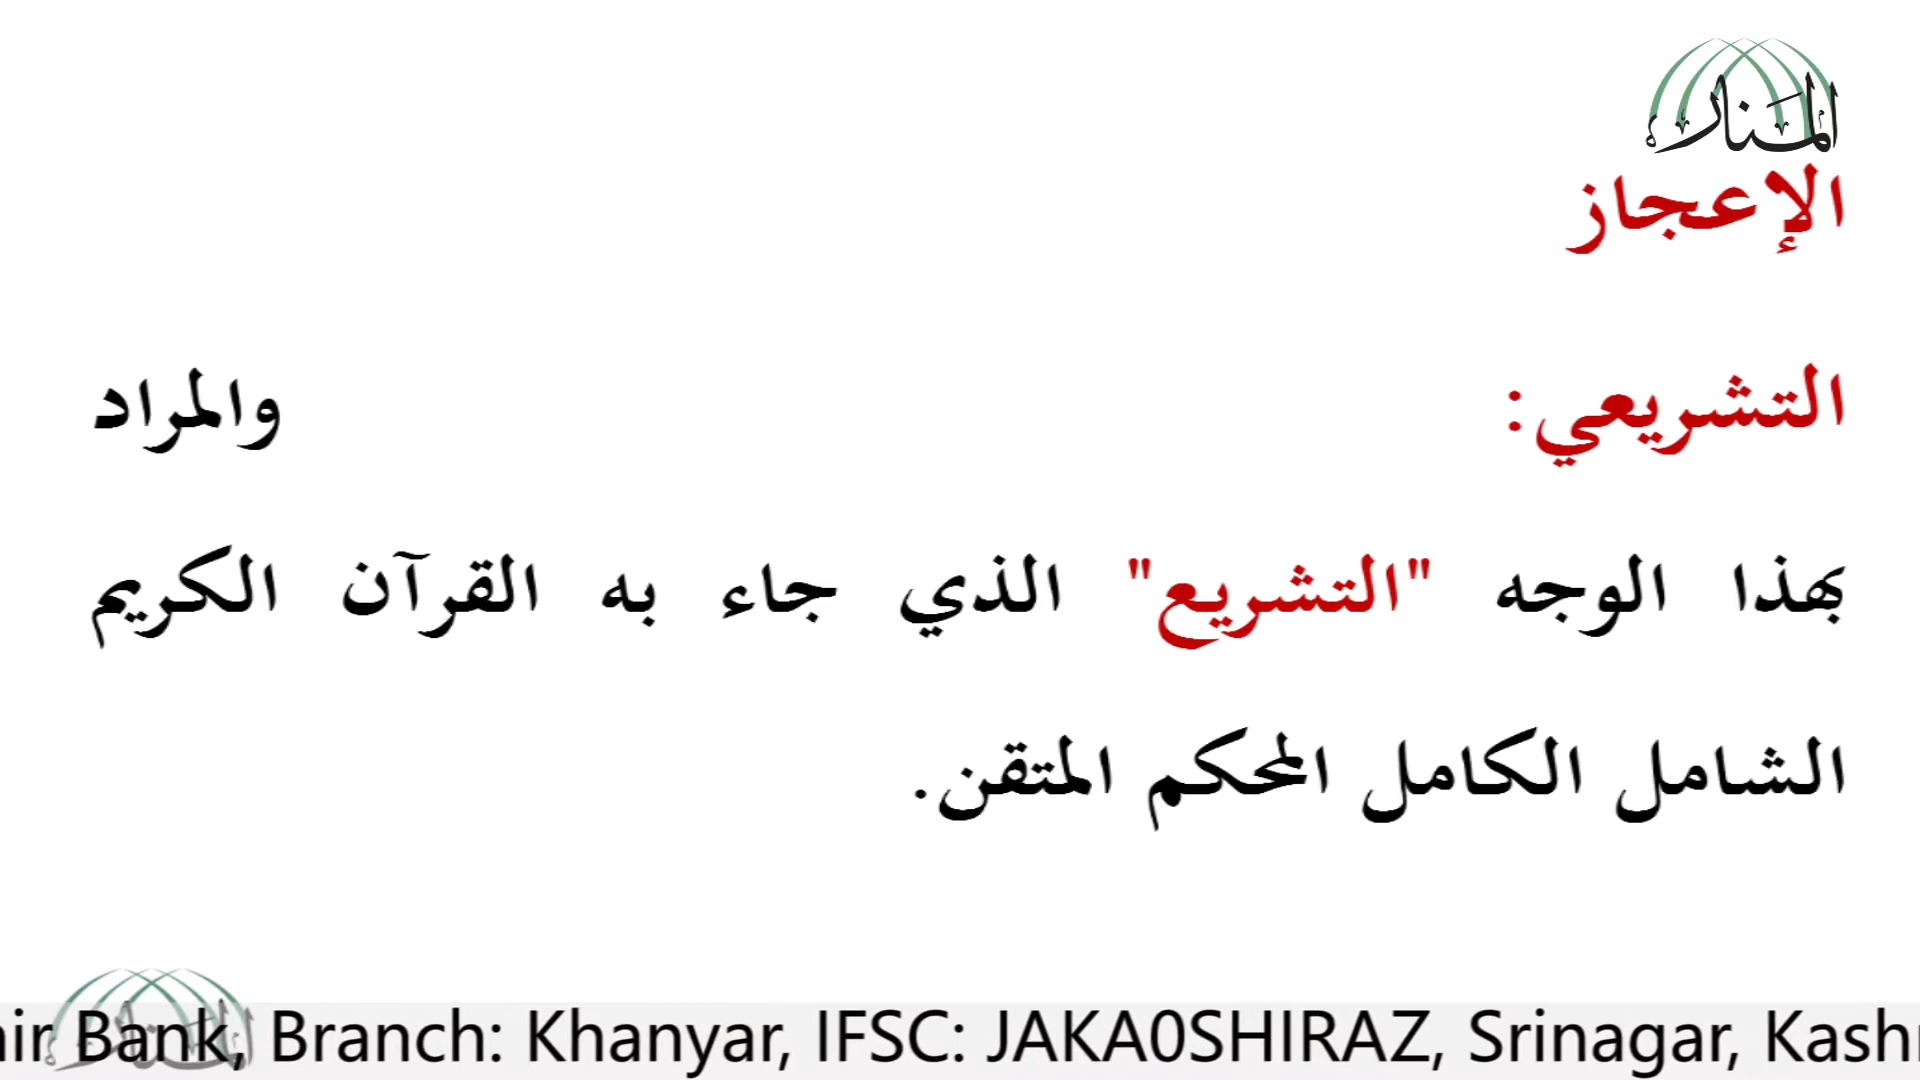 المنارة
الإعجاز
التشريعي: والمراد
بهذا الوجه "التشريع" الذي جاء به القرآن الكريم
الشامل الكامل المحكم المتقن.
Bank, Branch: Khanyar, IFSC: JAKA0SHIRAZ, Srinagar,